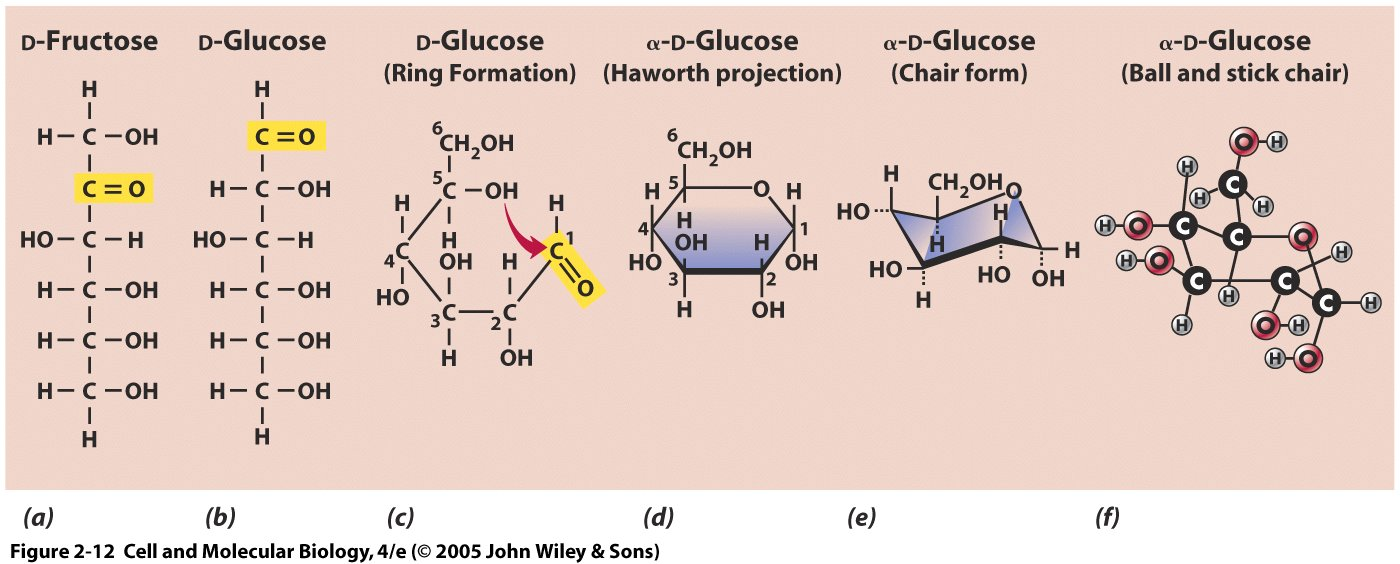 D-Fructose
H
H–C–OH
C=O
HO–C–H
H–C–OH
H–C–OH
H–C–OH
H
D-Glucose
H
C=O
H–C–OH
HO–C–H
H–C–OH
H–C–OH
H–C–OH
H
D-Glucose
(Ring Formation)
6
CH2OH
5
C–OH
H
H
H
C
1
C
4
OH
H
O
HO
3
C
2
C
H
OH
α-D-Glucose
(Haworth projection)
6
CH2OH
H
5
O
H
H
4
OH
H
1
HO
3
2
OH
H
OH
α-D-Glucose
(Chair form)
H
CH2OH
O
HO
H
H
H
HO
HO
OH
H
α-D-Glucose
(Ball and stick chair)
O H
H
C
H
H
H O C
C
O
H O
H
C
C
C
H
H
H
O H
H O
(a)
(b)
(c)
(d)
(e)
(f)
Figure 2-12 Cell and Molecular Biology, 4/e (© 2005 John Wiley & Sons)